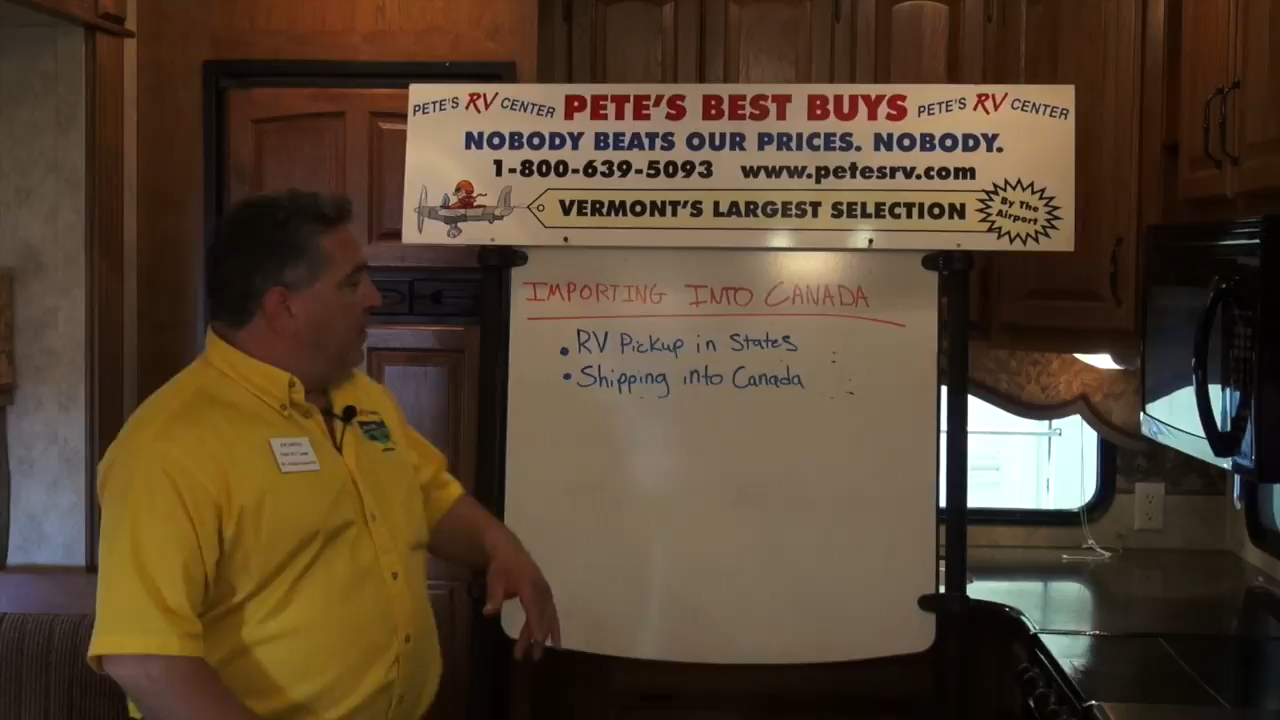 PETE'S RV CENTER PETE'S BEST BUYS PETE'S RV CENTER
NOBODY BEATS OUR PRICES. NOBODY.
1-800-639-5093 www.petesrv.com
VERMONT'S LARGEST SELECTION
By The
Airport
IMPORTING INTO CANADA
• RV Pickup in States
• Shipping into Canada